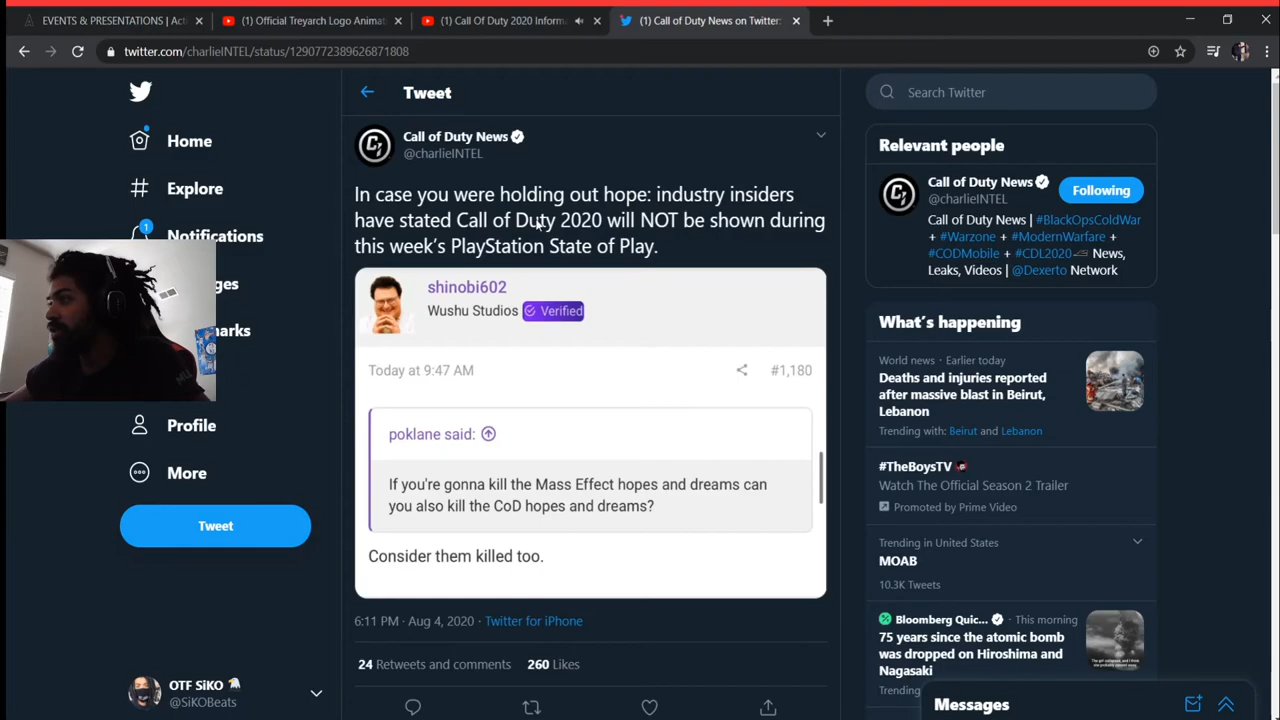 EVENTS & PRESENTATIONS | Acti
(1) Official Treyarch Logo Animati
(1) Call Of Duty 2020 Inform
(1) Call of Duty News on Twitter:
twitter.com/charlieINTEL/status/1290772389626871808
Home
Explore
Notifications
1
Profile
More
Tweet
OTF SiKO
@SiKOBeats
Tweet
Call of Duty News
@charlieINTEL
In case you were holding out hope: industry insiders
have stated Call of Duty 2020 will NOT be shown during
this week's PlayStation State of Play.
shinobi602
Wushu Studios Verified
Today at 9:47 AM
#1,180
poklane said:
If you're gonna kill the Mass Effect hopes and dreams can
you also kill the CoD hopes and dreams?
Consider them killed too.
6:11 PM · Aug 4, 2020 · Twitter for iPhone
24 Retweets and comments 260 Likes
Search Twitter
Relevant people
Call of Duty News
@charlieINTEL
Following
Call of Duty News | #BlackOpsColdWar
+ #Warzone + #ModernWarfare +
#CODMobile + #CDL2020 News,
Leaks, Videos | @Dexerto Network
What's happening
World news · Earlier today
Deaths and injuries reported
after massive blast in Beirut,
Lebanon
Trending with: Beirut and Lebanon
#TheBoysTV
Watch The Official Season 2 Trailer
Promoted by Prime Video
Trending in United States
MOAB
10.3K Tweets
Bloomberg Quic... · This morning
75 years since the atomic bomb
was dropped on Hiroshima and
Nagasaki
Trending
Messages